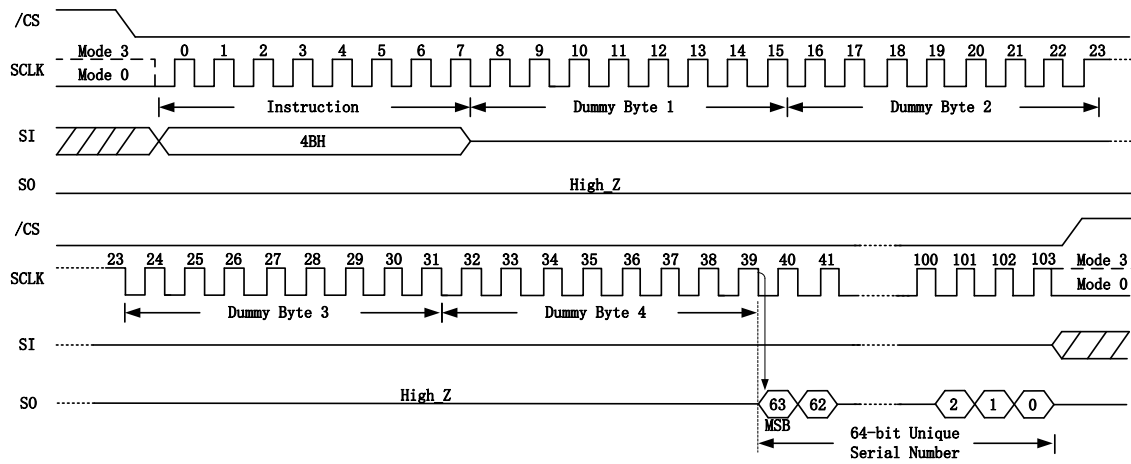 /CS
Mode 3 0 1 2 3 4 5 6 7 8 9 10 11 12 13 14 15 16 17 18 19 20 21 22 23
SCLK
Mode 0
Instruction Dummy Byte 1 Dummy Byte 2
SI 4BH
SO High_Z
/CS
23 24 25 26 27 28 29 30 31 32 33 34 35 36 37 38 39 40 41 100 101 102 103 Mode 3
SCLK
Mode 0
Dummy Byte 3 Dummy Byte 4
SI
High_Z
SO 63 62 2 1 0
MSB
64-bit Unique
Serial Number